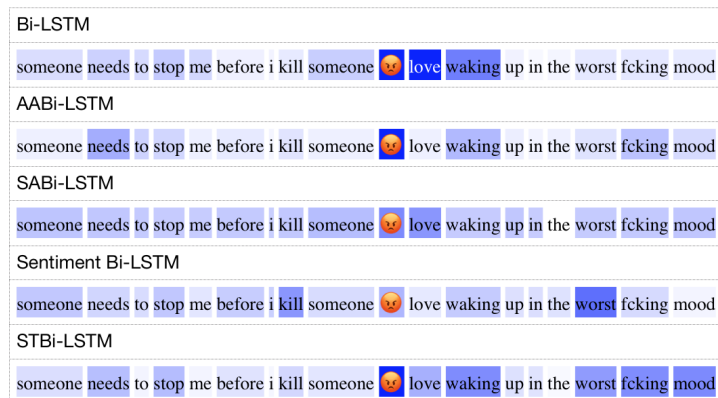 Bi-LSTM
someone needs to stop me before i kill someone 😡 love waking up in the worst fcking mood
AABi-LSTM
someone needs to stop me before i kill someone 😡 love waking up in the worst fcking mood
SABi-LSTM
someone needs to stop me before i kill someone 😡 love waking up in the worst fcking mood
Sentiment Bi-LSTM
someone needs to stop me before i kill someone 😡 love waking up in the worst fcking mood
STBi-LSTM
someone needs to stop me before i kill someone 😡 love waking up in the worst fcking mood